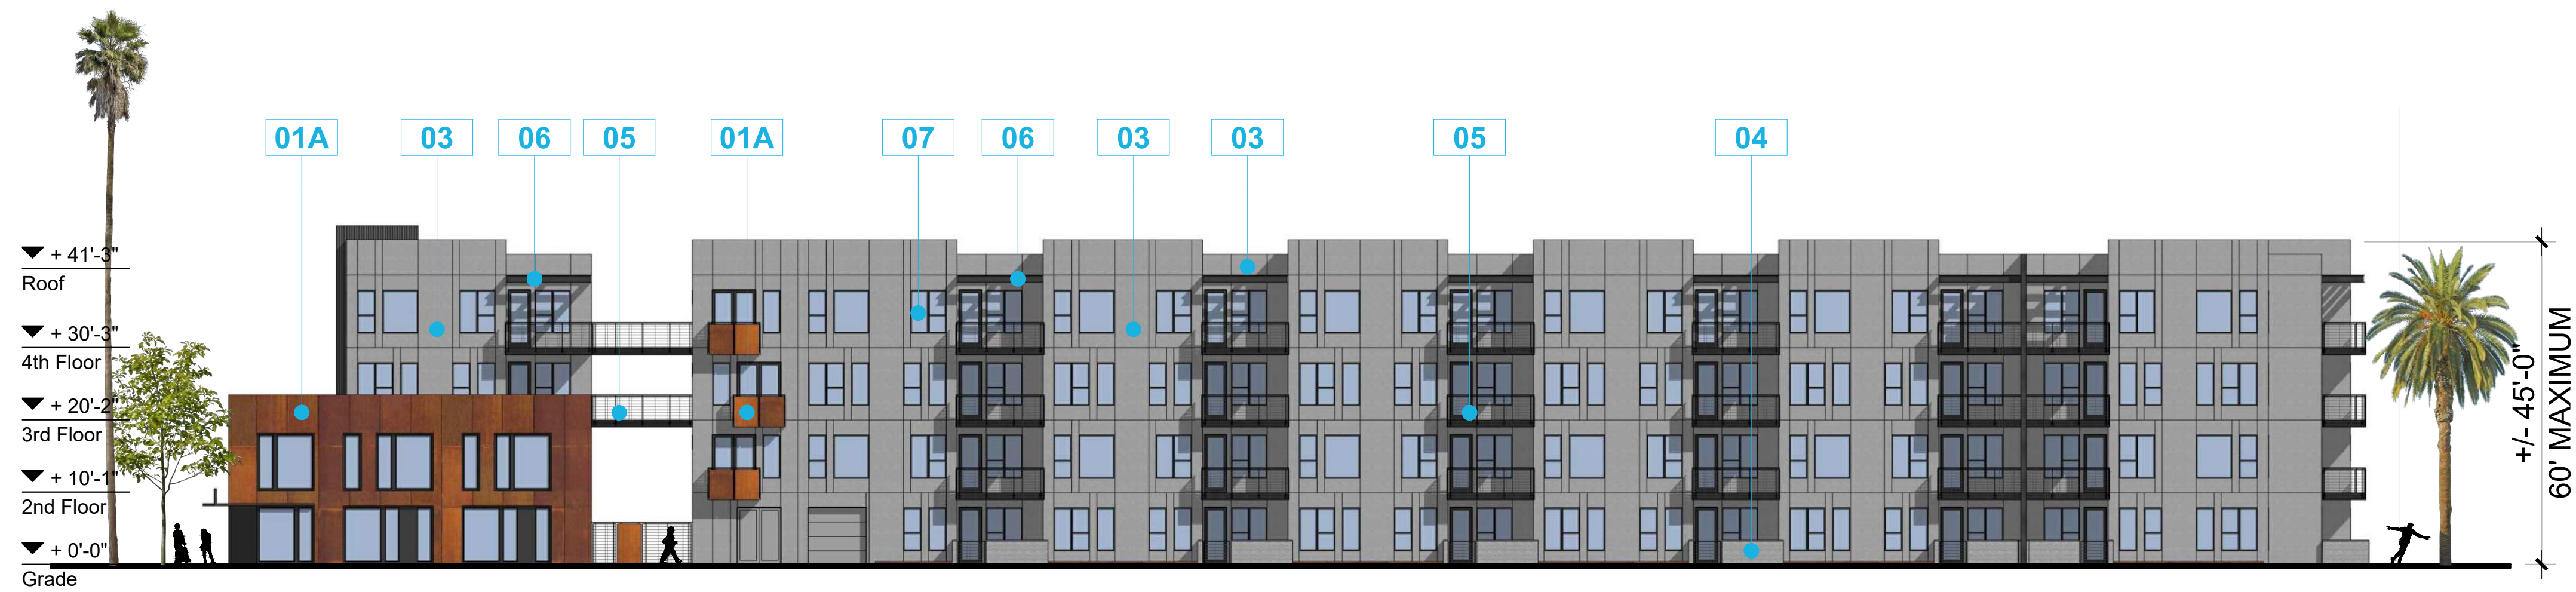 01A
03
06
05
01A
07
06
03
03
05
04
+ 41'-3"
Roof
+ 30'-3"
4th Floor
+ 20'-2"
3rd Floor
+ 10'-1"
2nd Floor
+ 0'-0"
Grade
+/- 45'-0"
60' MAXIMUM